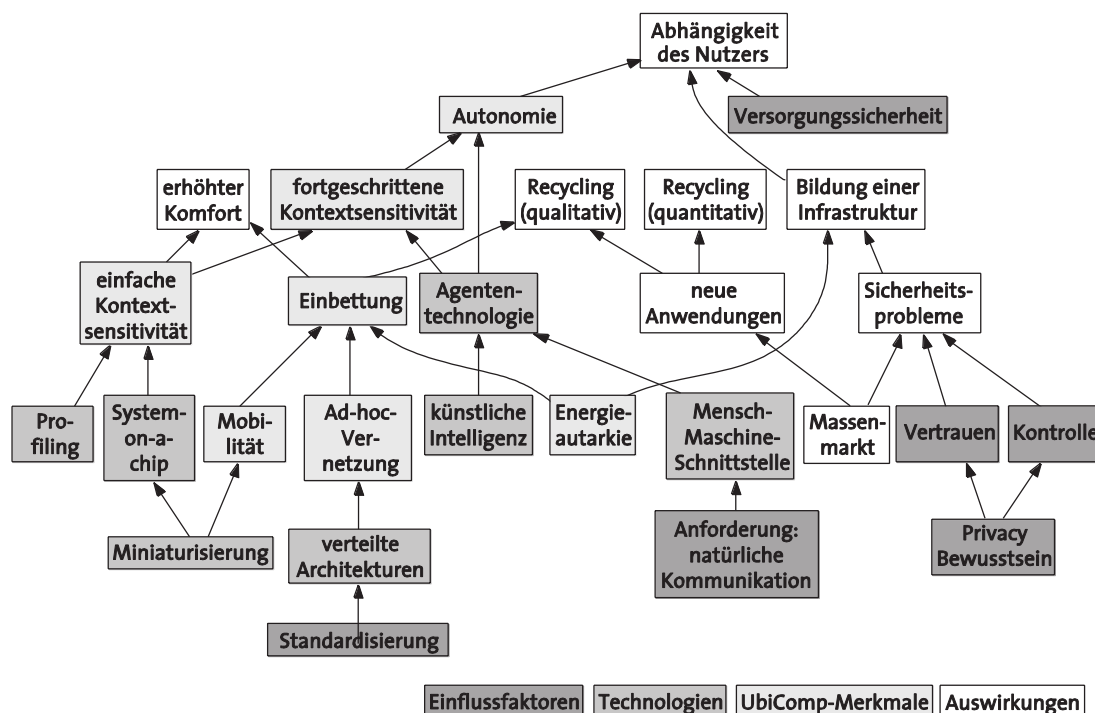 Abhängigkeit
des Nutzers
Autonomie
Versorgungssicherheit
erhöhter
Komfort
fortgeschrittene
Kontextsensitivität
Recycling
(qualitativ)
Recycling
(quantitativ)
Bildung einer
Infrastruktur
einfache
Kontext-
sensitivität
Einbettung
Agenten-
technologie
neue
Anwendungen
Sicherheits-
probleme
Pro-
filing
System-
on-a-
chip
Mobi-
lität
Ad-hoc-
Ver-
netzung
künstliche
Intelligenz
Energie-
autarkie
Mensch-
Maschine-
Schnittstelle
Massen-
markt
Vertrauen
Kontrolle
Miniaturisierung
verteilte
Architekturen
Anforderung:
natürliche
Kommunikation
Privacy
Bewusstsein
Standardisierung
Einflussfaktoren
Technologien
UbiComp-Merkmale
Auswirkungen